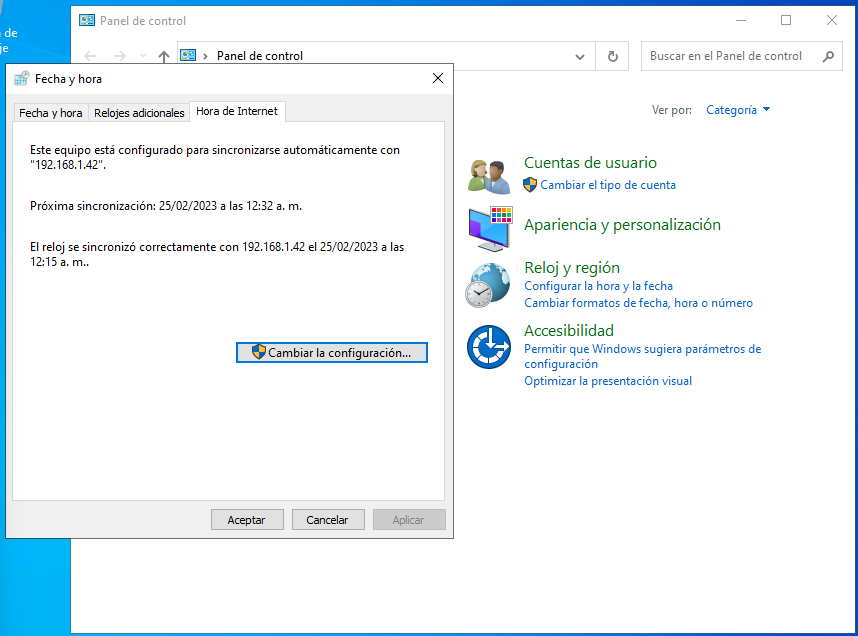 de
je
Panel de control
Panel de control
Buscar en el Panel de control
Ver por: Categoría
Cuentas de usuario
Cambiar el tipo de cuenta
Apariencia y personalización
Reloj y región
Configurar la hora y la fecha
Cambiar formatos de fecha, hora o número
Accesibilidad
Permitir que Windows sugiera parámetros de
configuración
Optimizar la presentación visual
Fecha y hora
Fecha y hora Relojes adicionales Hora de Internet
Este equipo está configurado para sincronizarse automáticamente con
"192.168.1.42".
Próxima sincronización: 25/02/2023 a las 12:32 a. m.
El reloj se sincronizó correctamente con 192.168.1.42 el 25/02/2023 a las
12:15 a. m..
Cambiar la configuración...
Aceptar Cancelar Aplicar